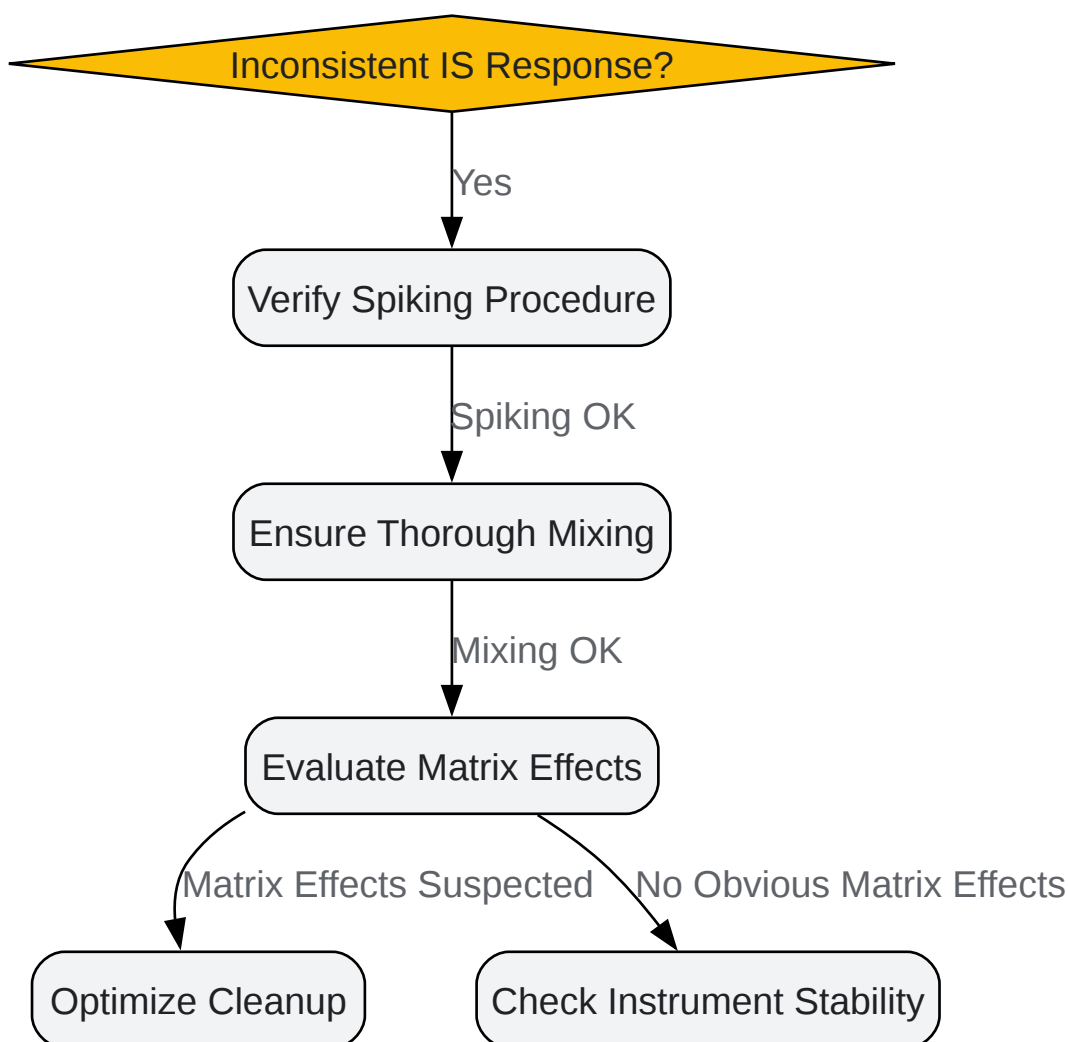 Inconsistent IS Response?
Yes
Verify Spiking Procedure
Spiking OK
Ensure Thorough Mixing
Mixing OK
Evaluate Matrix Effects
Matrix Effects Suspected
No Obvious Matrix Effects
Optimize Cleanup
Check Instrument Stability